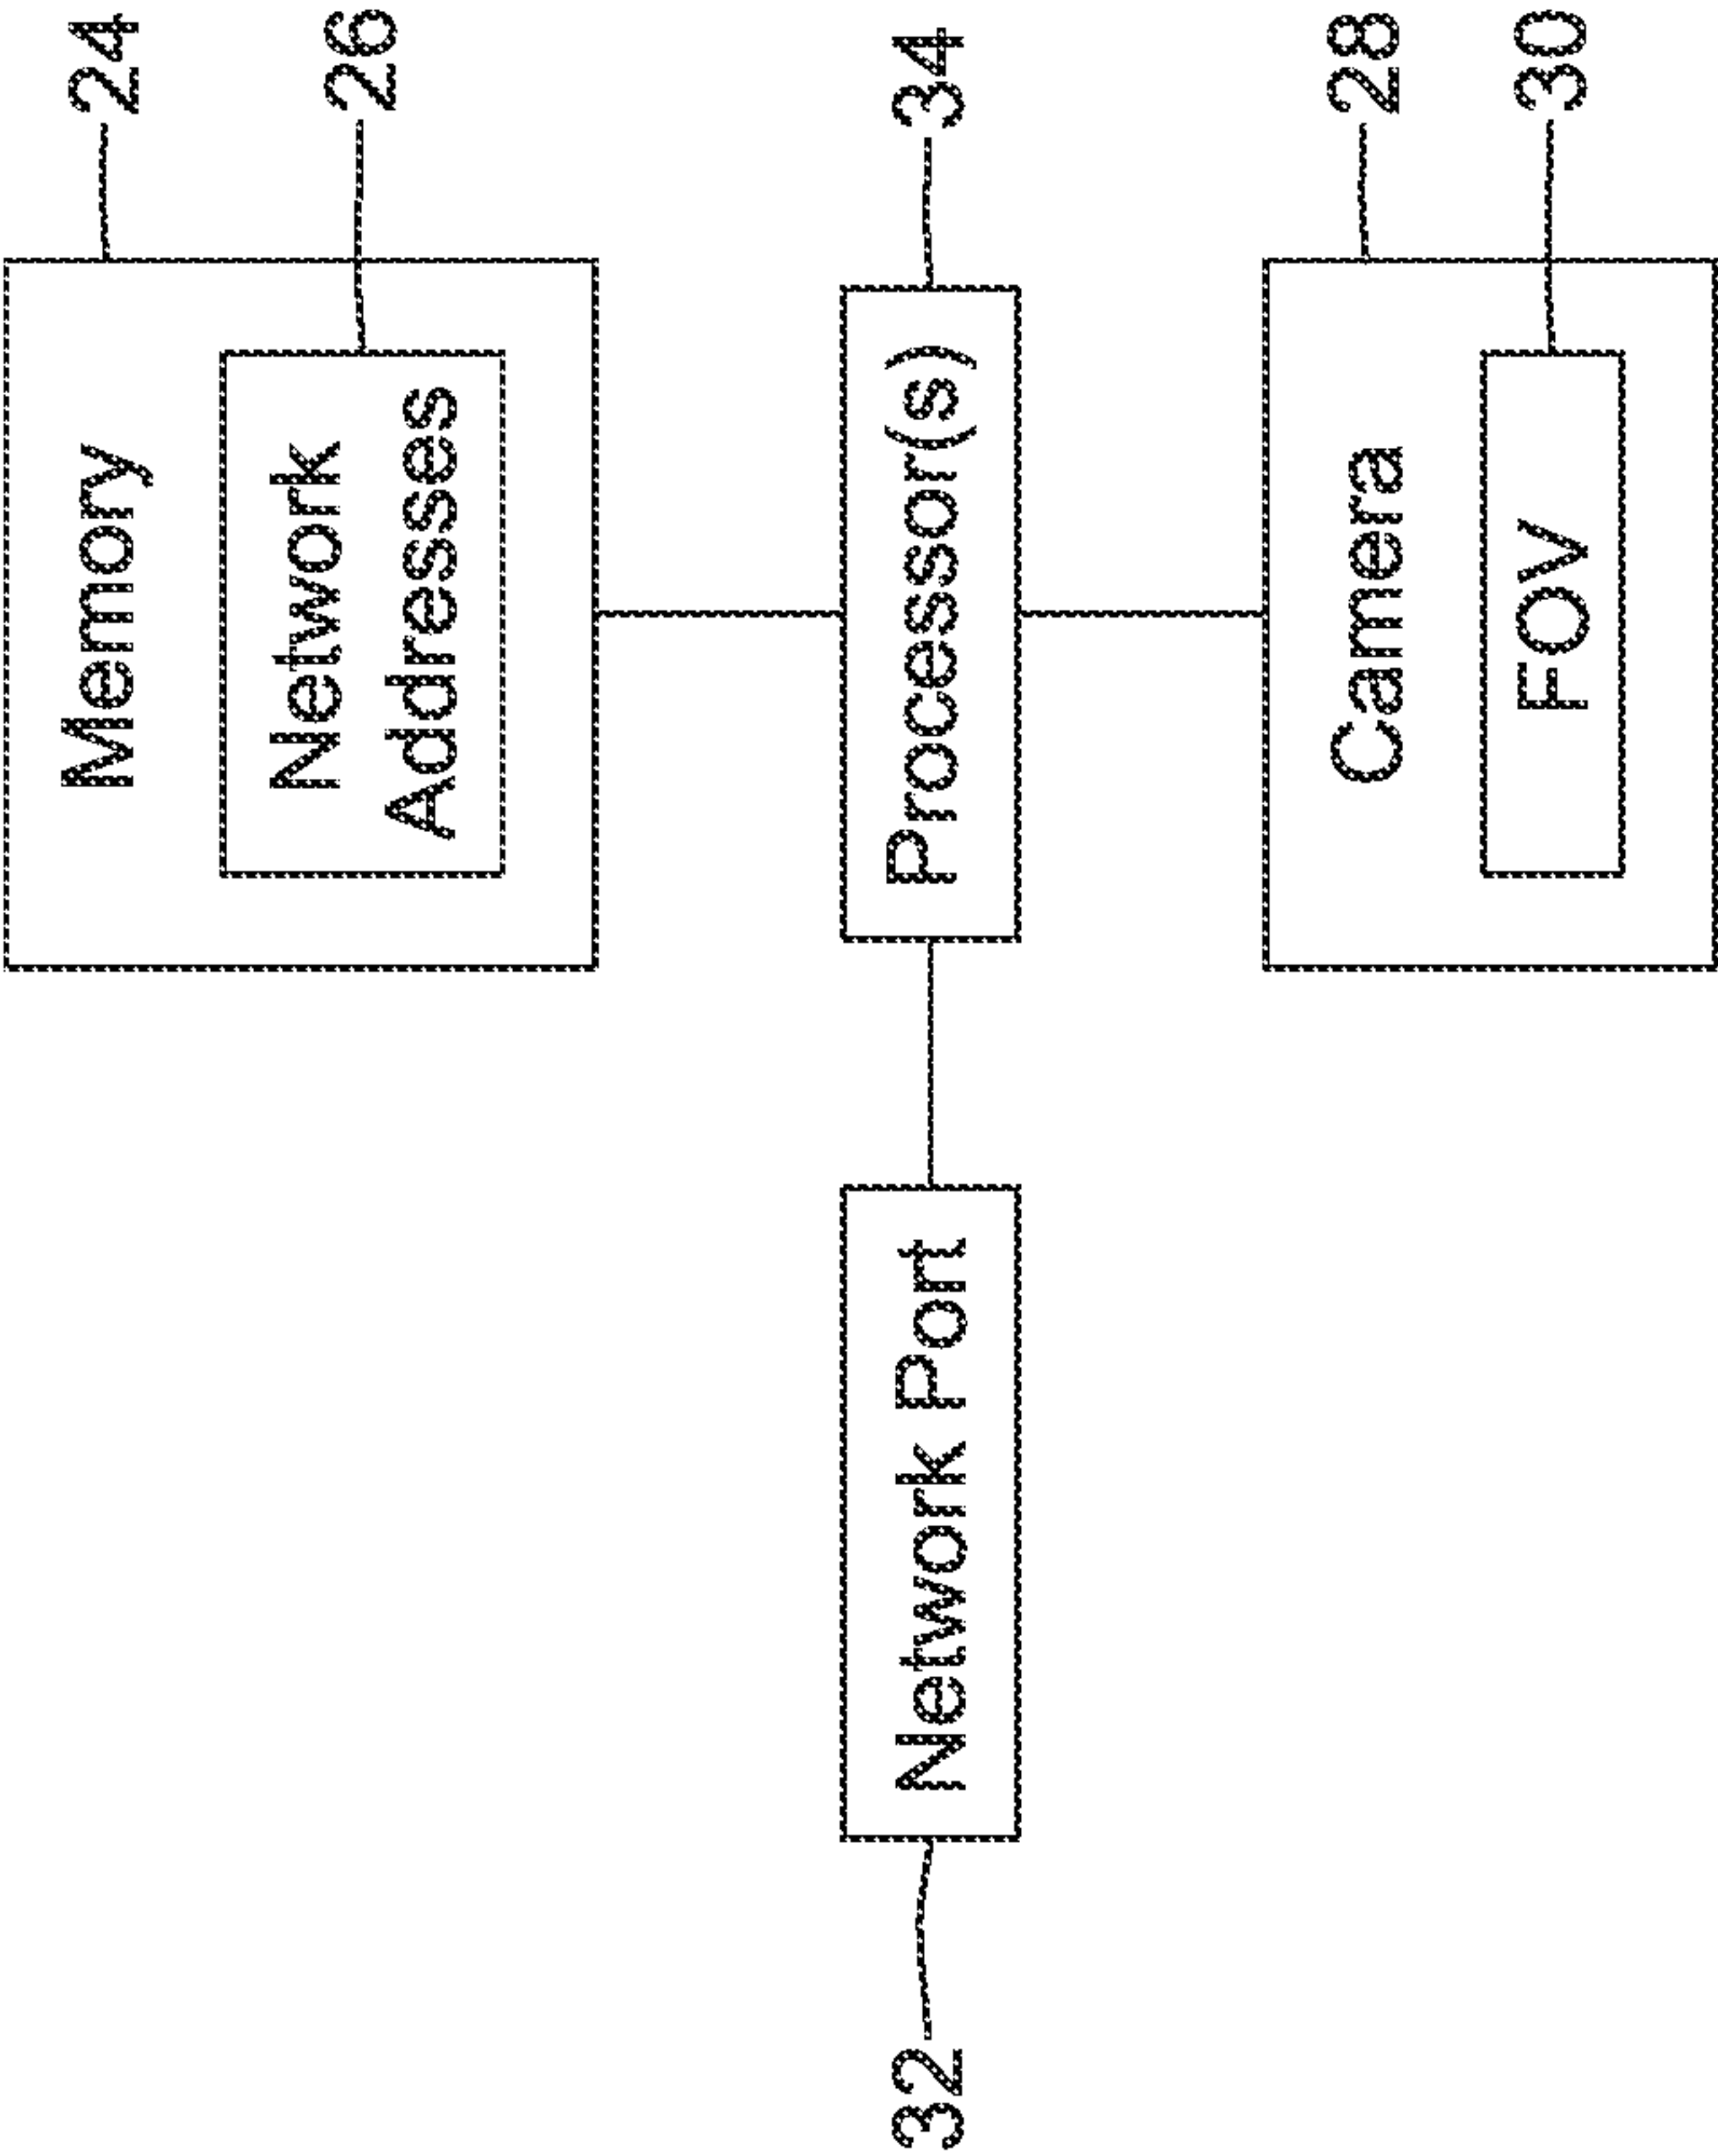 Memory
24
Network
Addresses
26
32
Network Port
Processor(s)
34
Camera
28
FOV
30